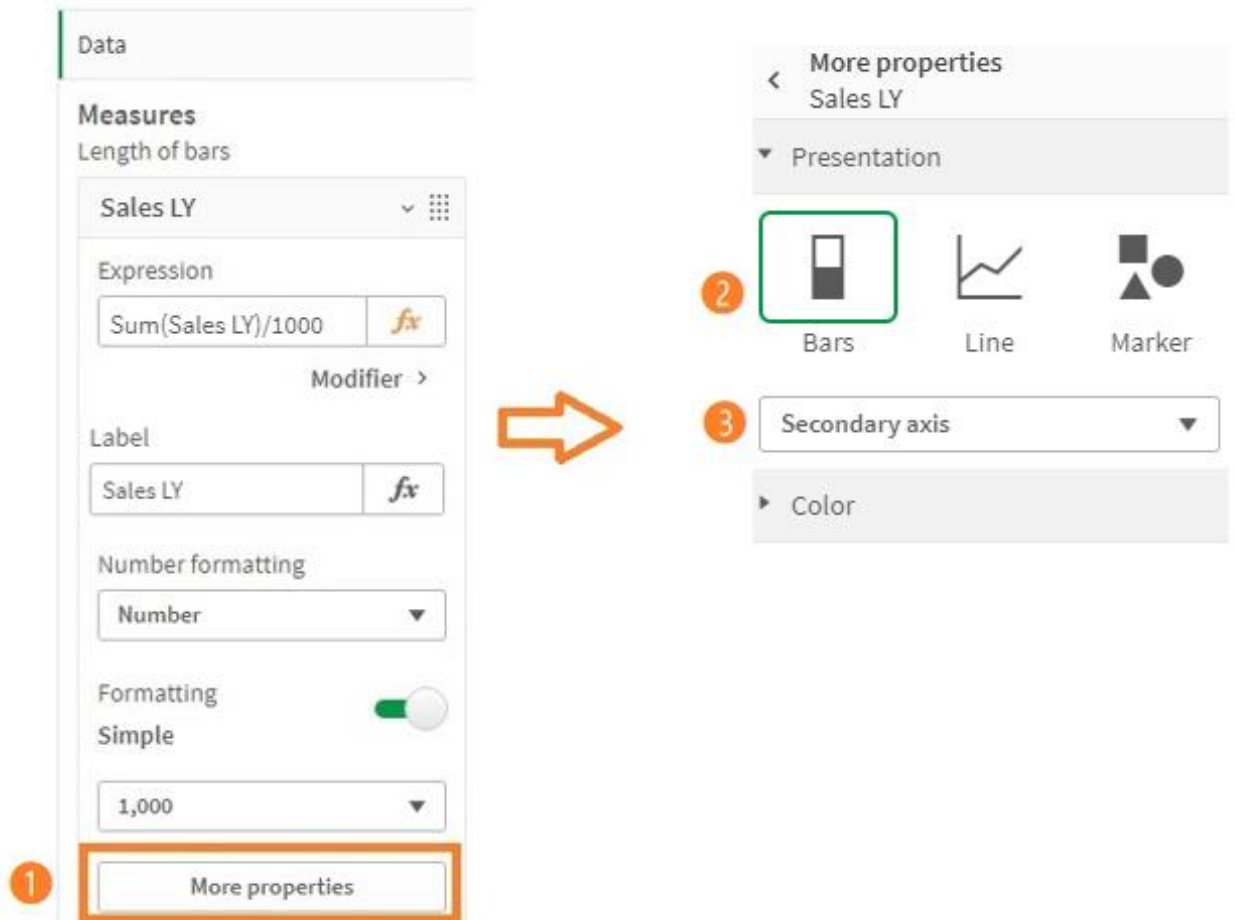 Data
Measures
Length of bars
Sales LY
Expression
Sum(Sales LY)/1000
fx
Modifier >
Label
Sales LY
fx
Number formatting
Number
Formatting
Simple
1,000
1
More properties
More properties
Sales LY
Presentation
2
Bars
Line
Marker
3
Secondary axis
Color